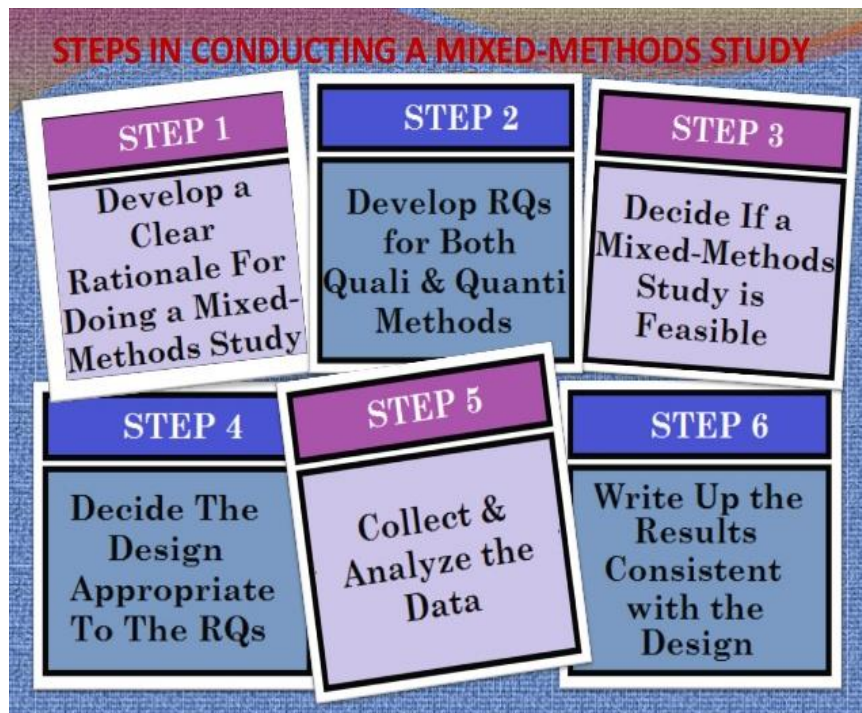 STEPS IN CONDUCTING A MIXED-METHODS STUDY
STEP 1
Develop a
Clear
Rationale For
Doing a Mixed-
Methods Study
STEP 2
Develop RQs
for Both
Quali & Quanti
Methods
STEP 3
Decide If a
Mixed-Methods
Study is
Feasible
STEP 4
Decide The
Design
Appropriate
To The RQs
STEP 5
Collect &
Analyze the
Data
STEP 6
Write Up the
Results
Consistent
with the
Design